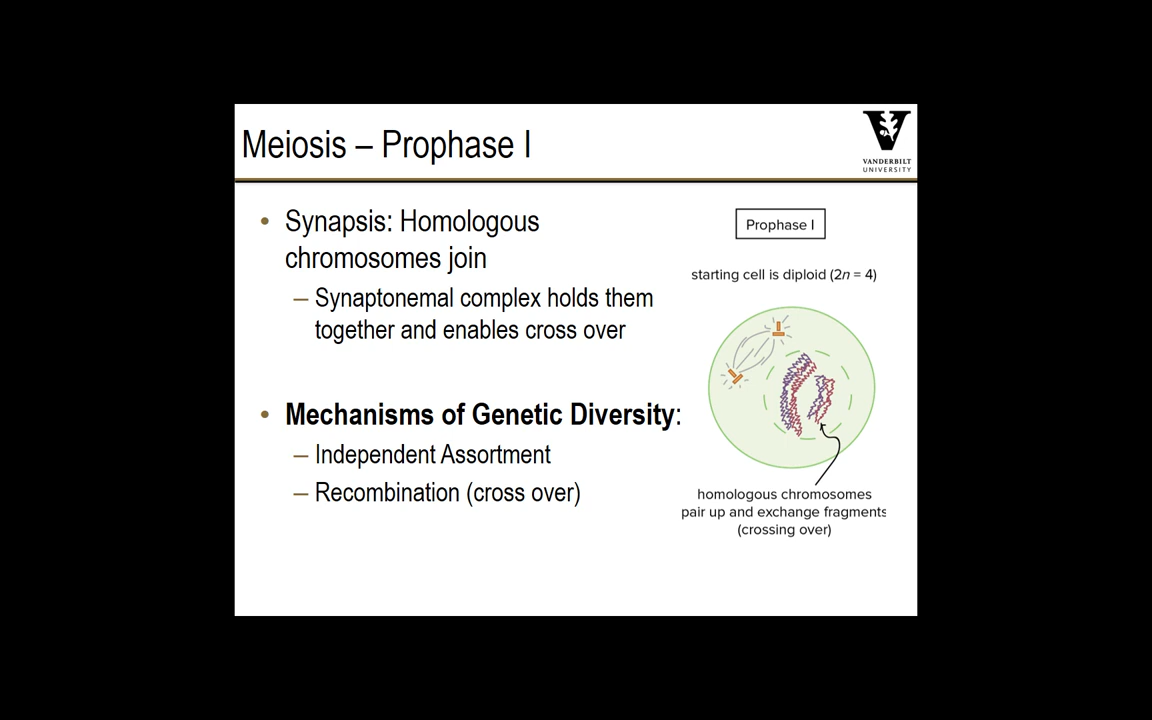 Meiosis – Prophase I
VANDERBILT
UNIVERSITY
• Synapsis: Homologous
chromosomes join
– Synaptonemal complex holds them
together and enables cross over
• Mechanisms of Genetic Diversity:
– Independent Assortment
– Recombination (cross over)
Prophase I
starting cell is diploid (2n = 4)
homologous chromosomes
pair up and exchange fragments
(crossing over)